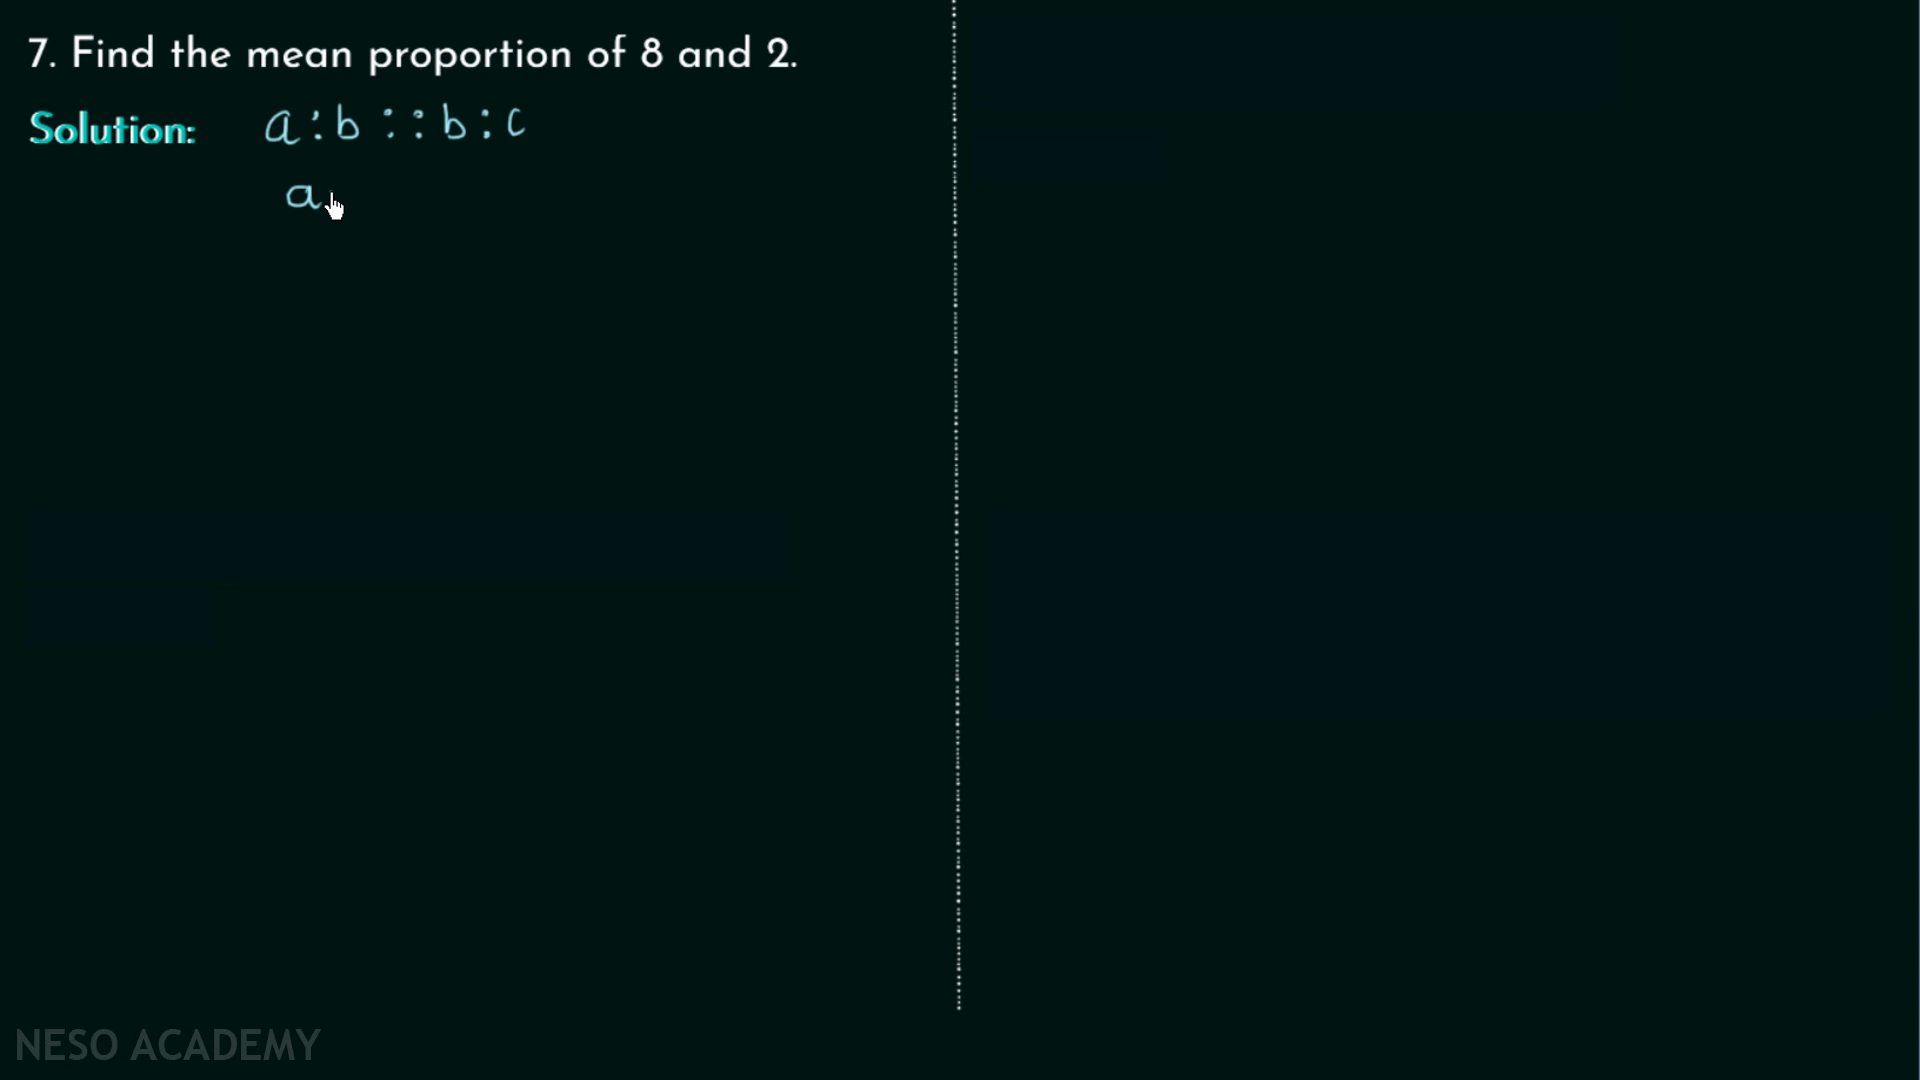 7. Find the mean proportion of 8 and 2.
Solution: a : b : : b : c
a
NESO ACADEMY